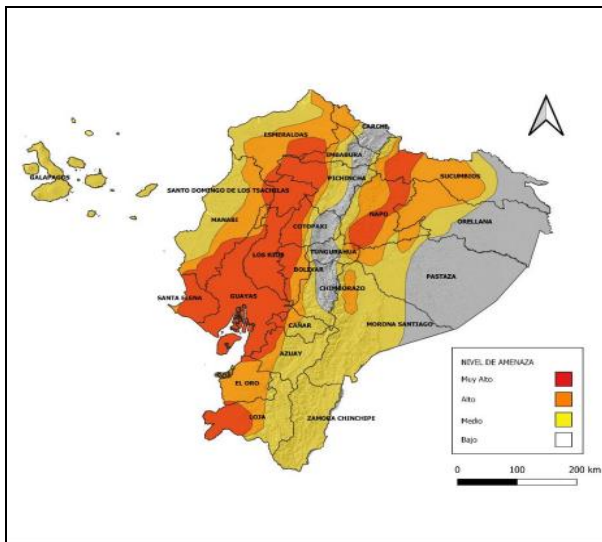 CARCHI
ESMERALDAS
IMBABURA
SUCUMBIOS
PICHINCHA
GALAPAGOS
SANTO DOMINGO DE LOS TSACHILAS
NAPO
MANABI
ORELLANA
COTOPAXI
LOS RIOS
TUNGURAHUA
BOLIVAR
PASTAZA
CHIMBORAZO
SANTA ELENA
GUAYAS
CAÑAR
MORONA SANTIAGO
AZUAY
EL ORO
LOJA
ZAMORA CHINCHIPE
NIVEL DE AMENAZA
Muy Alto
Alto
Medio
Bajo
0 100 200 km